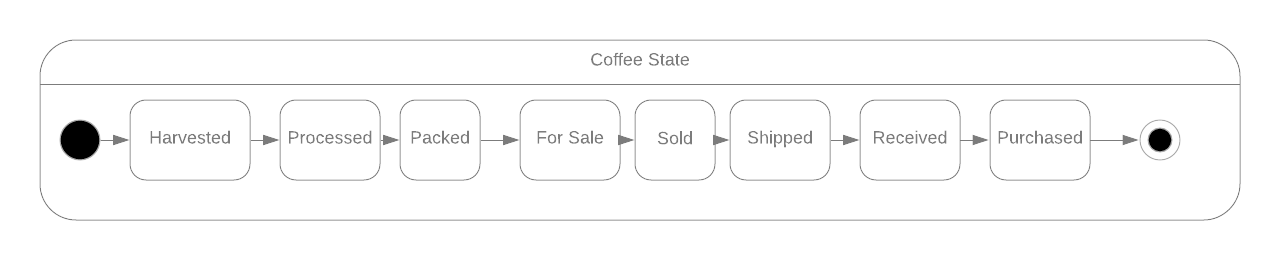 Coffee State
Harvested
Processed
Packed
For Sale
Sold
Shipped
Received
Purchased